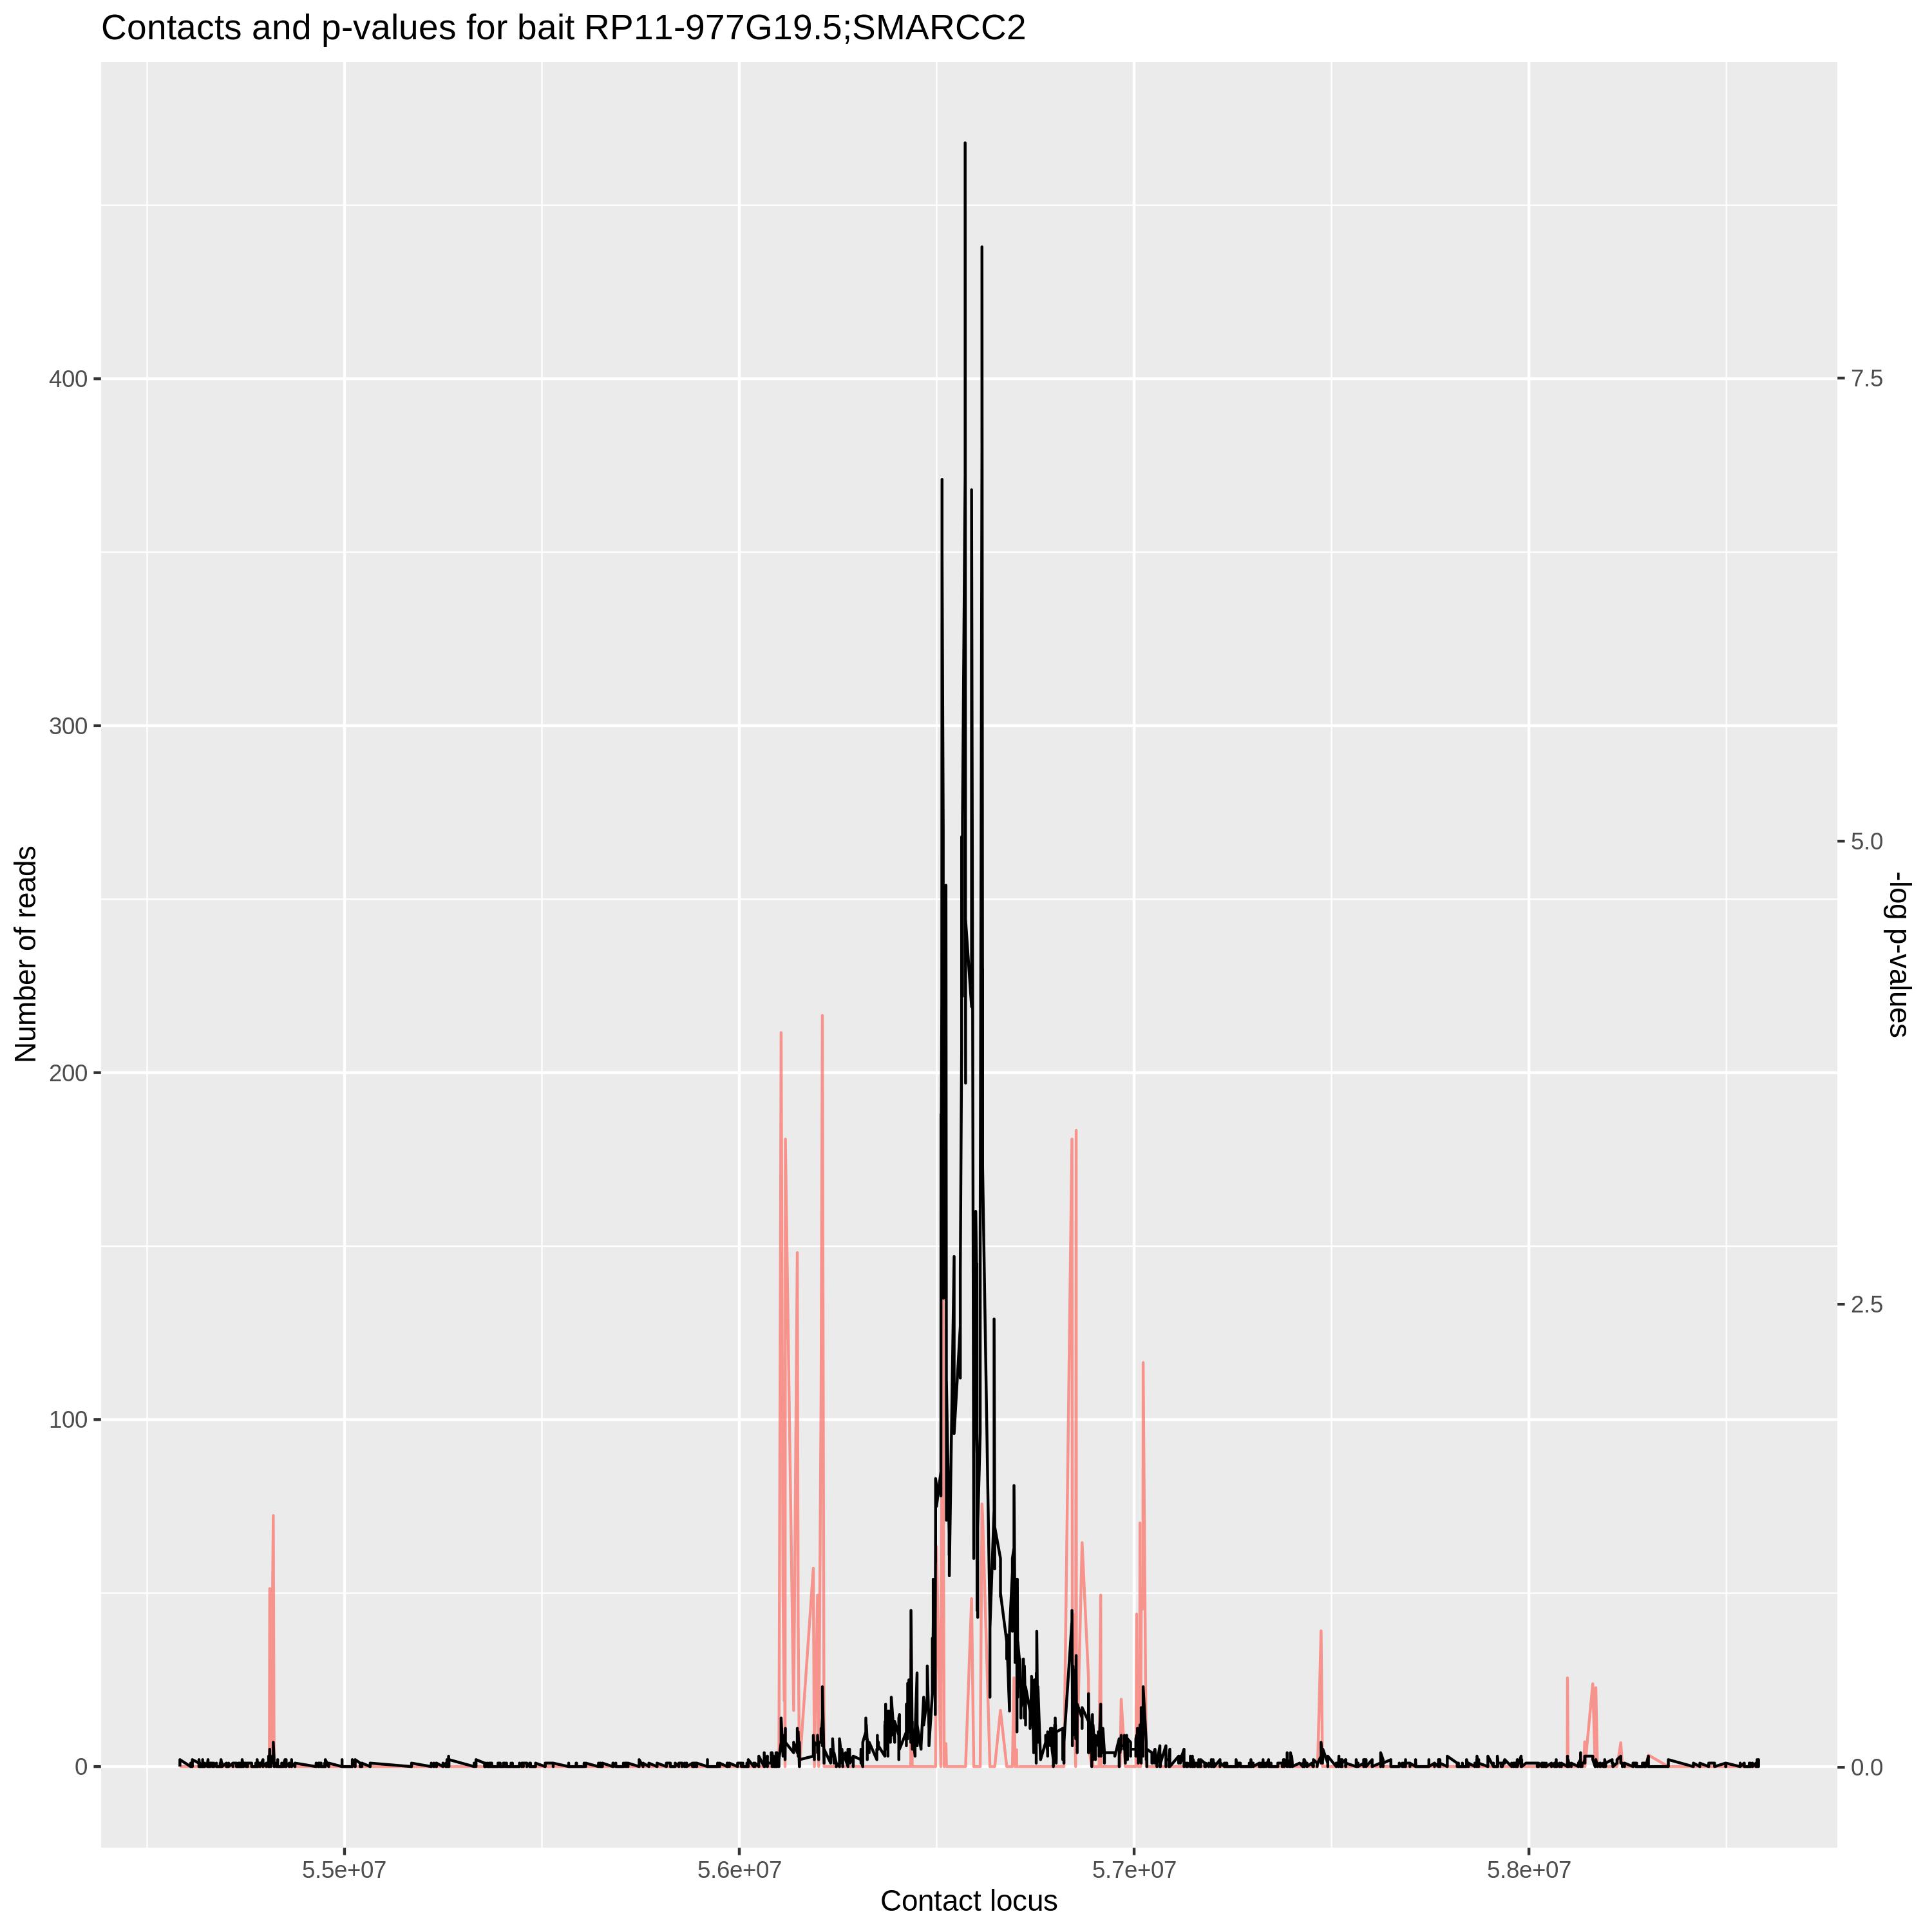 Contacts and p-values for bait RP11-977G19.5;SMARCC2
400
300
200
100
0
Number of reads
7.5
5.0
2.5
0.0
-log p-values
5.5e+07
5.6e+07
5.7e+07
5.8e+07
Contact locus